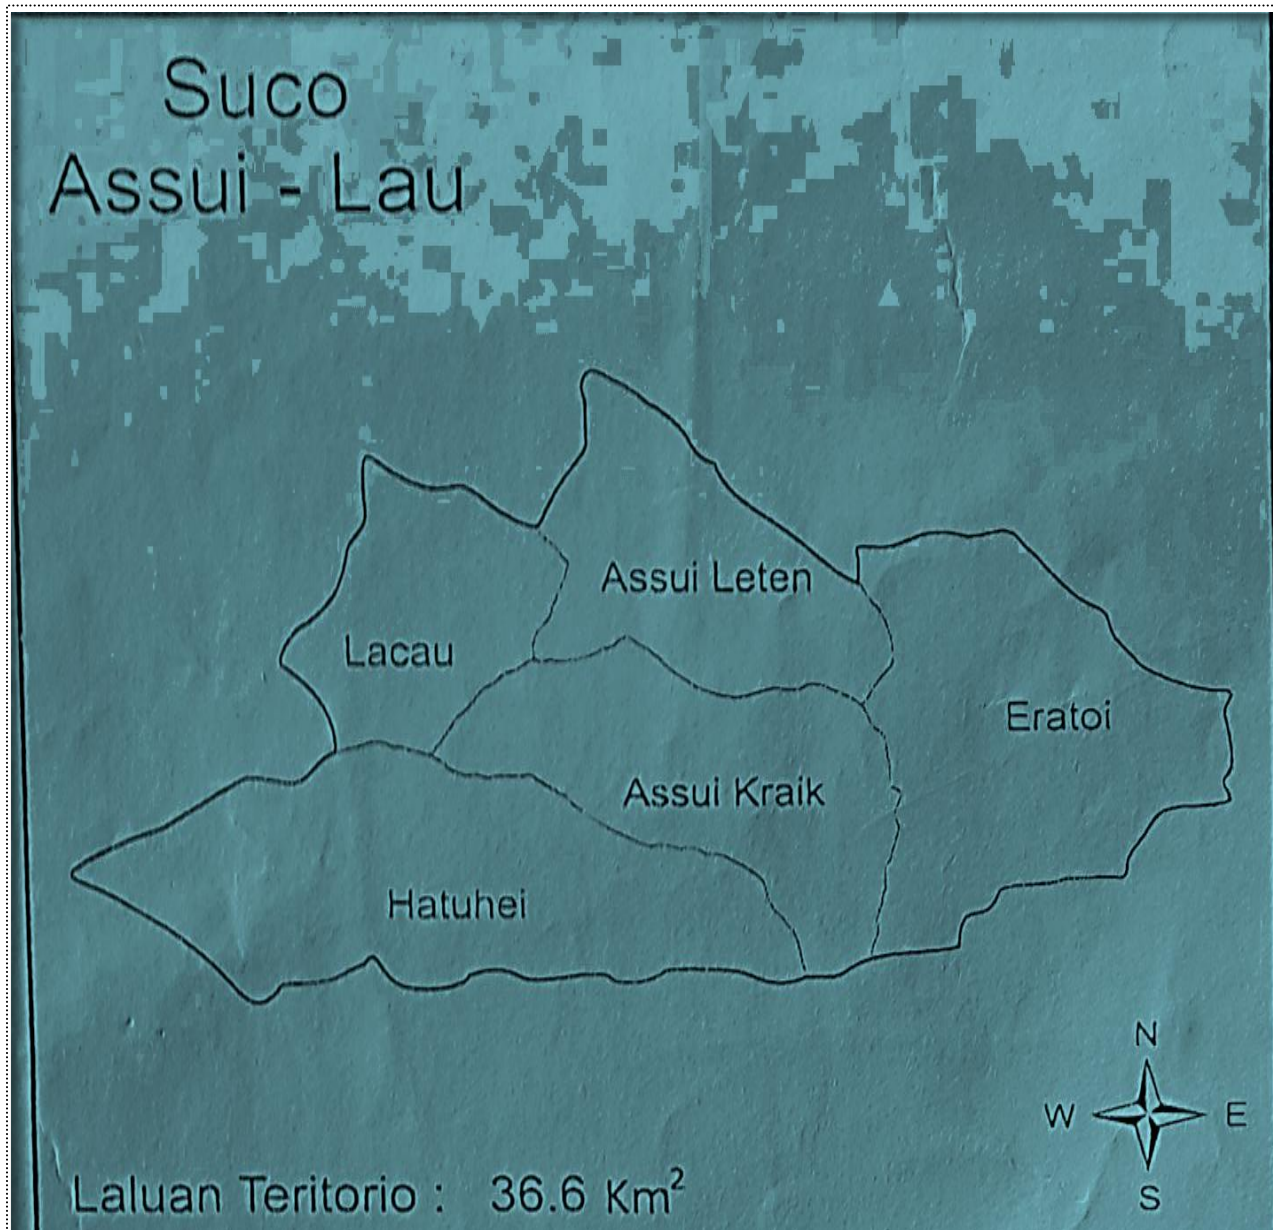 Suco
Assui - Lau
Assui Leten
Lacau
Eratoi
Assui Kraik
Hatuhei
N
W E
S
Laluan Teritorio : 36.6 Km²